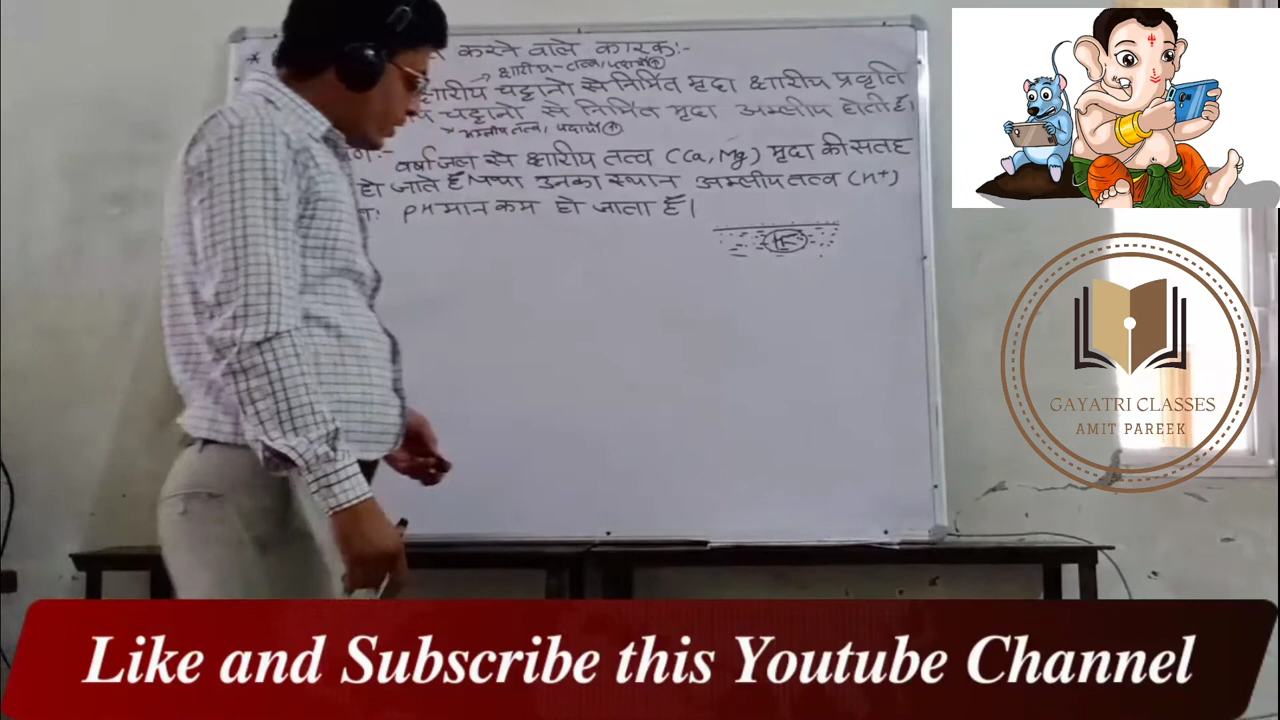 * करने वाले कारक:-
→ क्षारीय-तत्व/पदार्थो↑
क्षारीय चट्टानो से निर्मित मृदा क्षारीय प्रवृति
चट्टानो से निर्मित मृदा अम्लीय होती हैं।
अम्लीय तत्व/पदार्थो↑
वर्षाजल से क्षारीय तत्व (Ca, Mg) मृदा की सतह
हो जाते हैं तथा उनका स्थान अम्लीय तत्व (H+)
PHमान कम हो जाता हैं।
GAYATRI CLASSES
AMIT PAREEK
Like and Subscribe this Youtube Channel